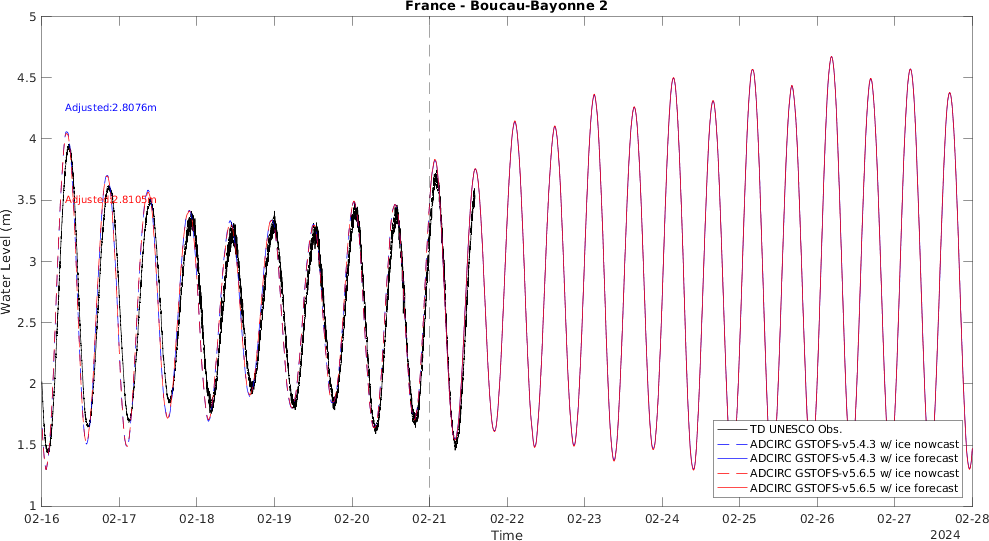 France - Boucau-Bayonne 2
5
4.5
4
3.5
3
2.5
2
1.5
1
Water Level (m)
Adjusted:2.8076m
Adjusted:2.8105m
TD UNESCO Obs.
ADCIRC GSTOFS-v5.4.3 w/ ice nowcast
ADCIRC GSTOFS-v5.4.3 w/ ice forecast
ADCIRC GSTOFS-v5.6.5 w/ ice nowcast
ADCIRC GSTOFS-v5.6.5 w/ ice forecast
02-16 02-17 02-18 02-19 02-20 02-21 02-22 02-23 02-24 02-25 02-26 02-27 02-28
Time
2024